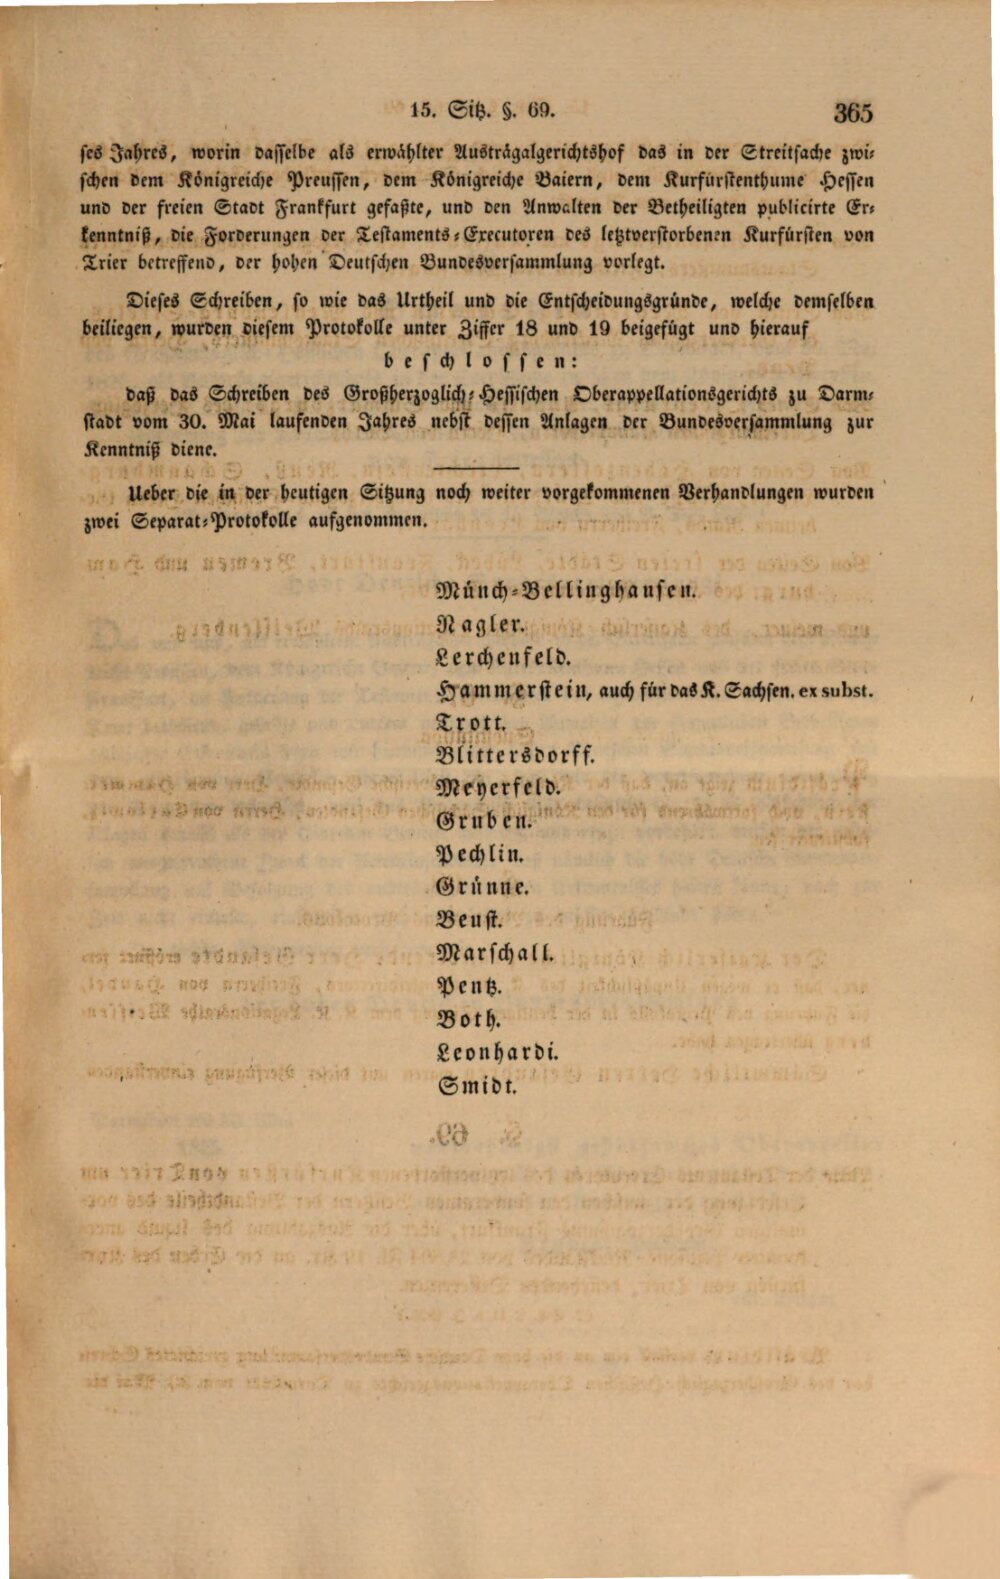 15. Sitz. §. 69. 365
ses Jahres, worin dasselbe als erwählter Austrägalgerichtshof das in der Streitsache zwi-
schen dem Königreiche Preussen, dem Königreiche Baiern, dem Kurfürstenthume Hessen
und der freien Stadt Frankfurt gefaßte, und den Anwalten der Betheiligten publicirte Er-
kenntniß, die Forderungen der Testaments-Executoren des letztverstorbenen Kurfürsten von
Trier betreffend, der hohen Deutschen Bundesversammlung vorlegt.
Dieses Schreiben, so wie das Urtheil und die Entscheidungsgründe, welche demselben
beiliegen, wurden diesem Protokolle unter Ziffer 18 und 19 beigefügt und hierauf
beschlossen:
daß das Schreiben des Großherzoglich-Hessischen Oberappellationsgerichts zu Darm-
stadt vom 30. Mai laufenden Jahres nebst dessen Anlagen der Bundesversammlung zur
Kenntniß diene.
Ueber die in der heutigen Sitzung noch weiter vorgekommenen Verhandlungen wurden
zwei Separat-Protokolle aufgenommen.
Münch-Bellinghausen.
Nagler.
Lerchenfeld.
Hammerstein, auch für das K. Sachsen. ex subst.
Trott.
Blittersdorff.
Meyerfeld.
Gruben.
Pechlin.
Grünne.
Beust.
Marschall.
Pentz.
Both.
Leonhardi.
Smidt.